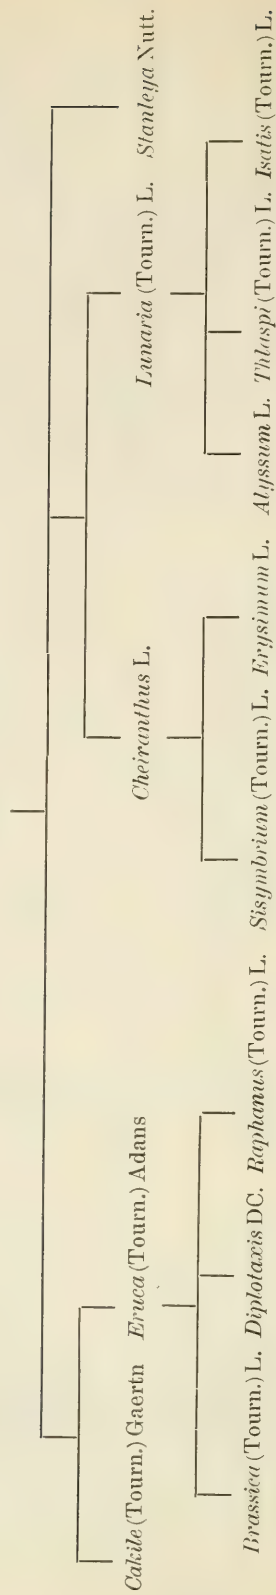 Stanleya Nutt.
Lunaria (Tourn.) L.
Cheiranthus L.
Cakile (Tourn.) Gaertn
Eruca (Tourn.) Adans
Brassica (Tourn.) L. Diplotaxis DC. Raphanus (Tourn.) L. Sisymbrium (Tourn.) L. Erysimum L. Alyssum L. Thlaspi (Tourn.) L. Isatis (Tourn.) L.